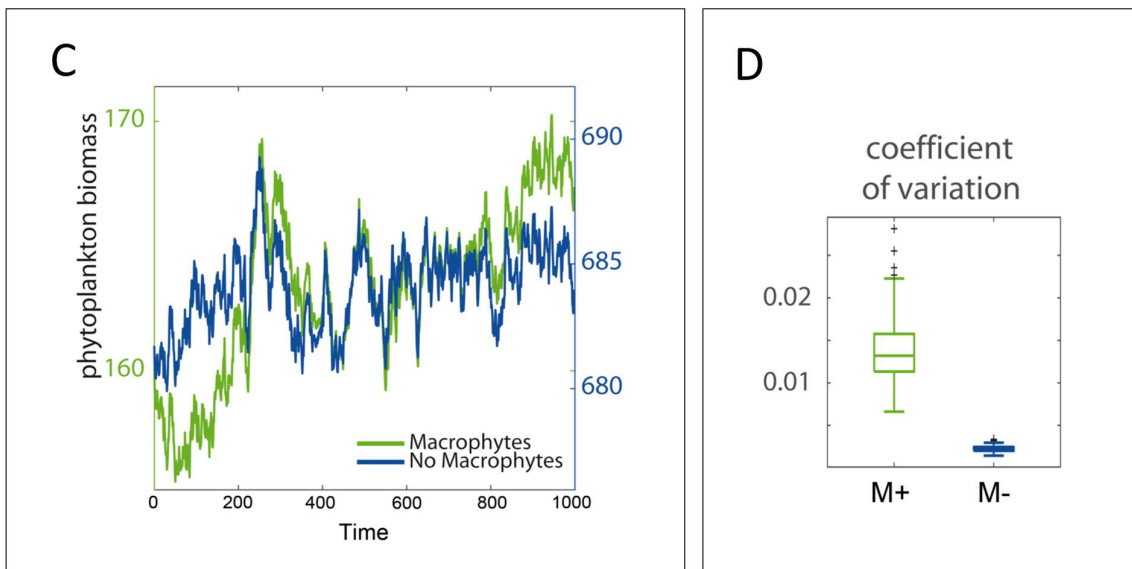 C
phytoplankton biomass
170
160
690
685
680
Macrophytes
No Macrophytes
0 200 400 600 800 1000
Time
D
coefficient
of variation
0.02
0.01
M+ M-